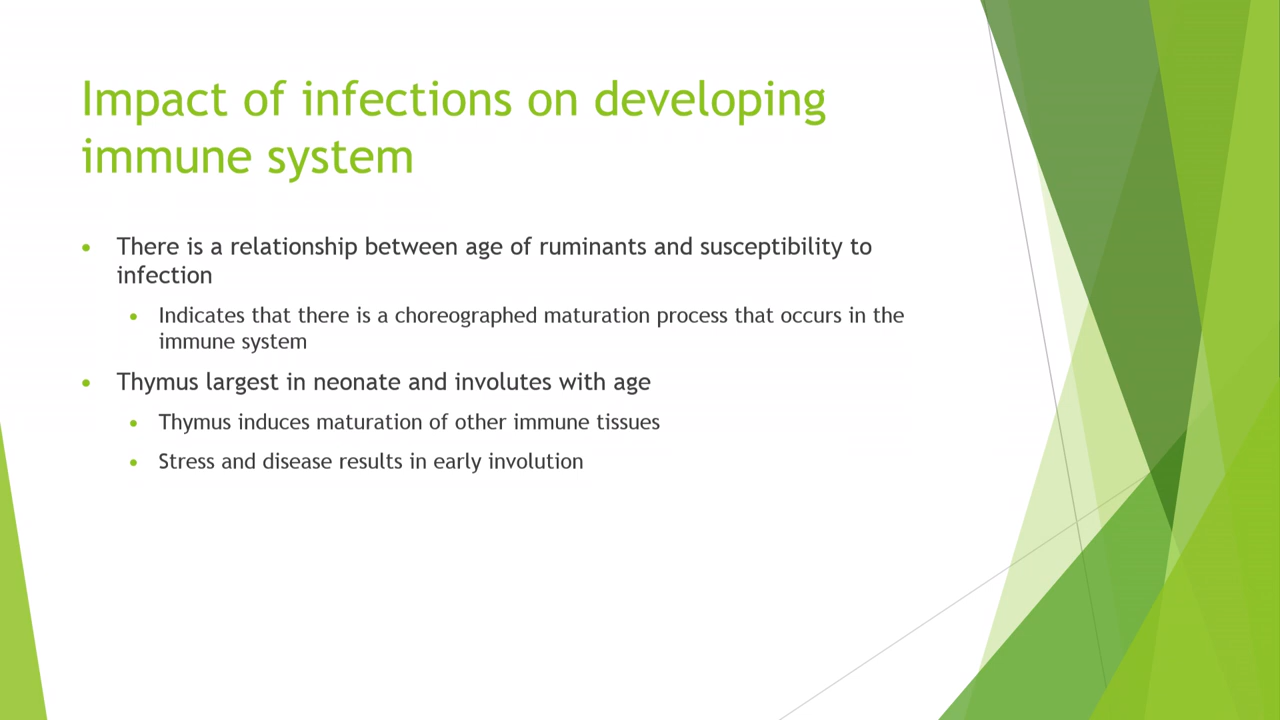 Impact of infections on developing
immune system
• There is a relationship between age of ruminants and susceptibility to
infection
• Indicates that there is a choreographed maturation process that occurs in the
immune system
• Thymus largest in neonate and involutes with age
• Thymus induces maturation of other immune tissues
• Stress and disease results in early involution